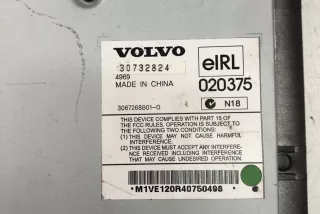 VOLVO
30732824
4969
MADE IN CHINA
eIRL
020375
N18
3067268B01-0
THIS DEVICE COMPLIES WITH PART 15 OF
THE FCC RULES. OPERATION IS SUBJECT TO
THE FOLLOWING TWO CONDITIONS:
(1) THIS DEVICE MAY NOT CAUSE HARMFUL
INTERFERENCE.
(2) THIS DEVICE MUST ACCEPT ANY INTERFERE-
NCE RECEIVED INCLUDING INTERFERENCE
THAT MAY CAUSE UNDESIRED OPERATION.
*M1VE120R40750498*